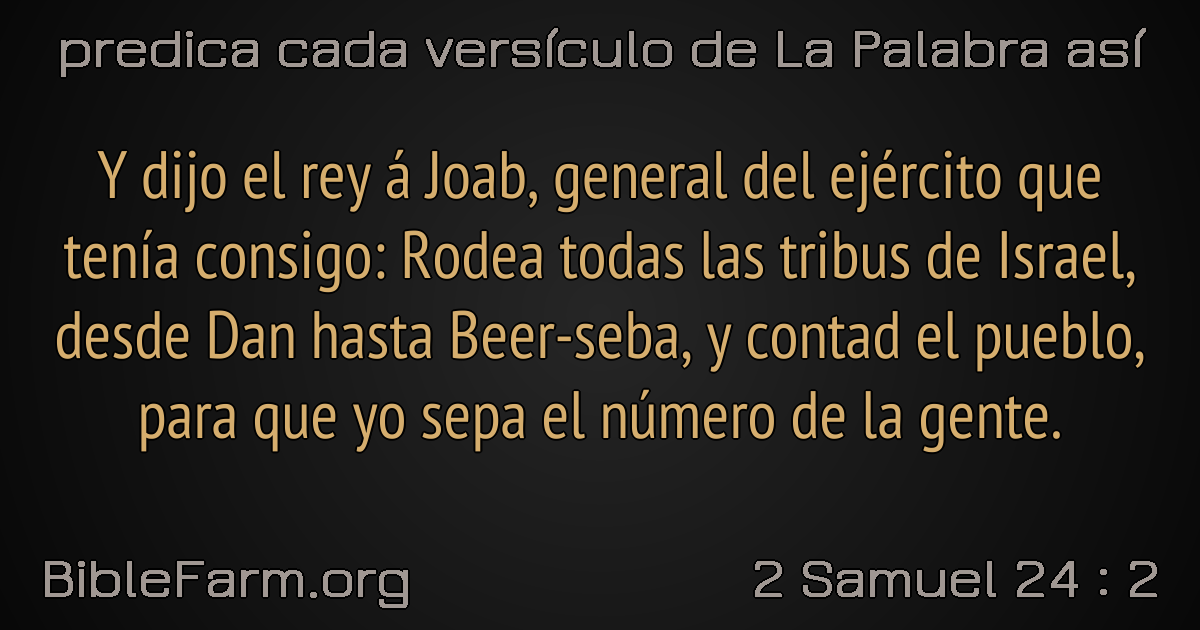 predica cada versículo de La Palabra así
Y dijo el rey á Joab, general del ejército que
tenía consigo: Rodea todas las tribus de Israel,
desde Dan hasta Beer-seba, y contad el pueblo,
para que yo sepa el número de la gente.
BibleFarm.org
2 Samuel 24 : 2